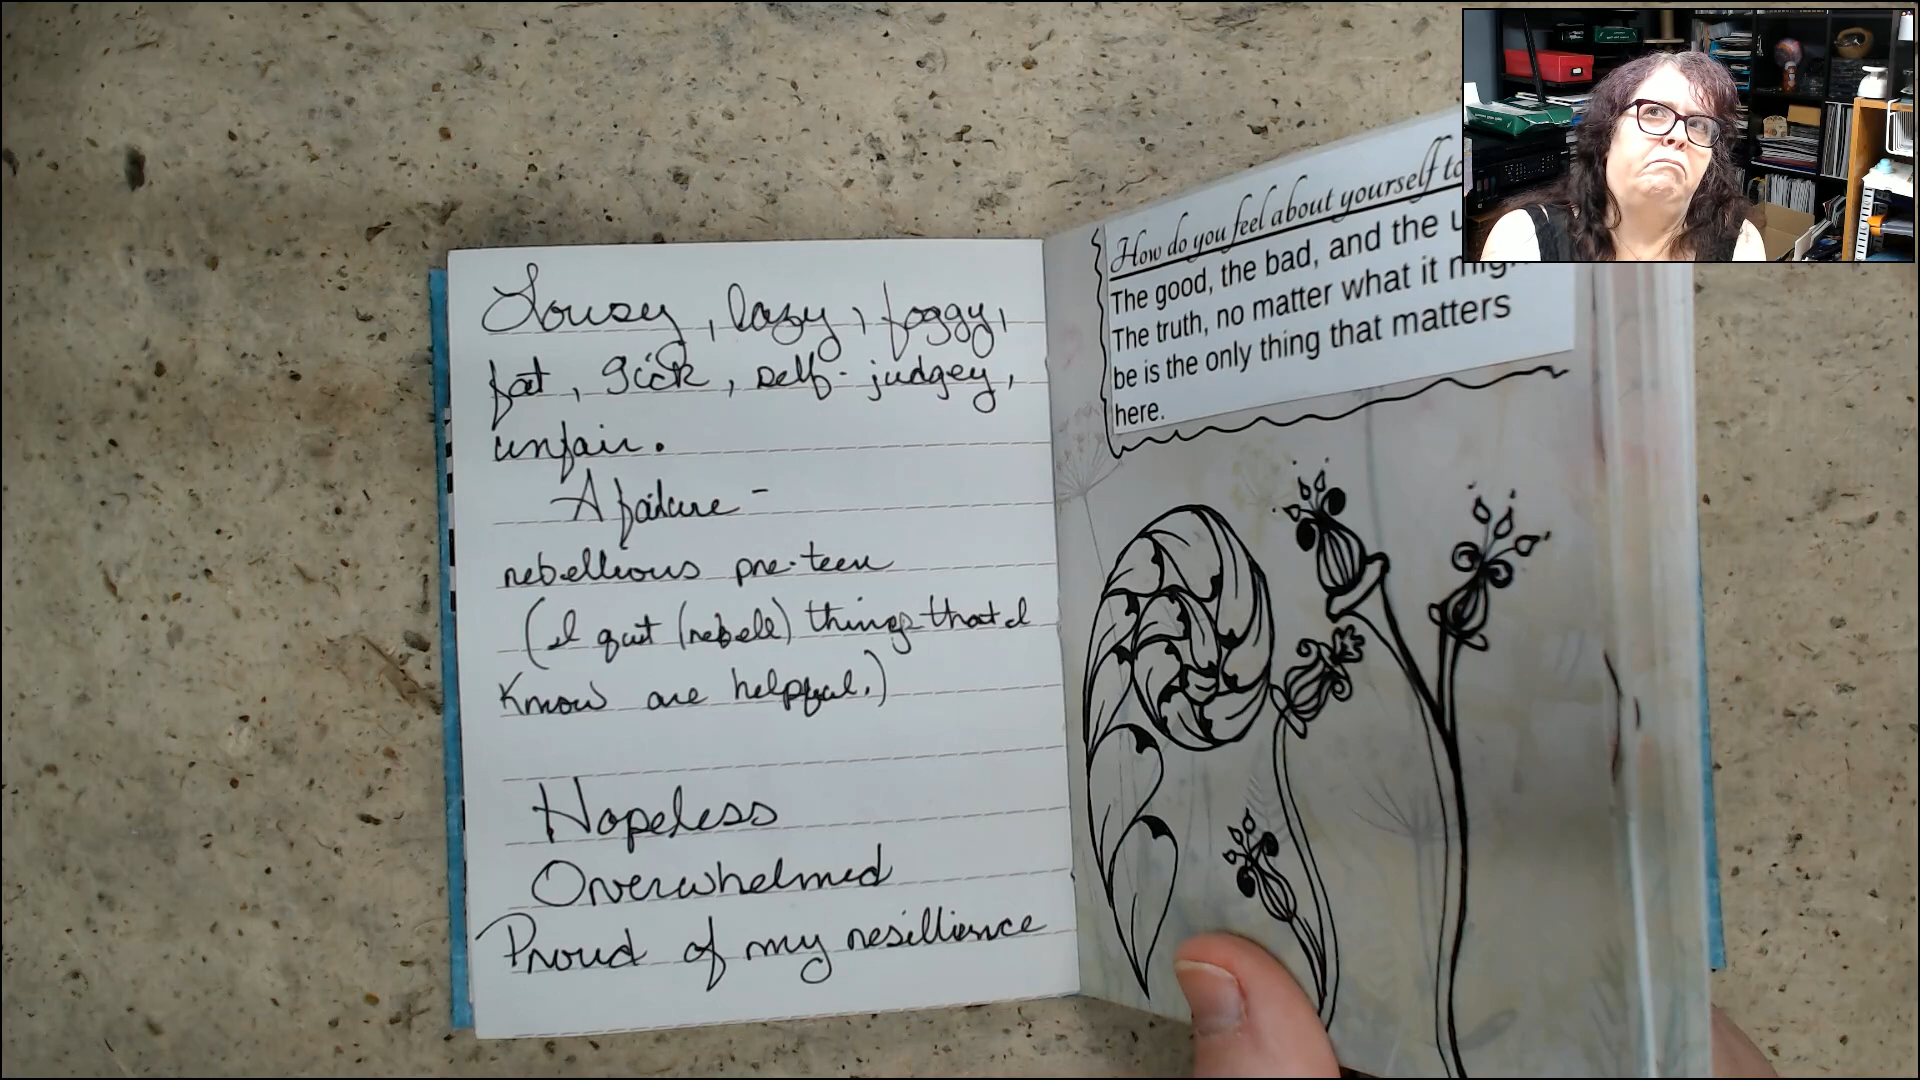 Lousy, lazy, foggy,
fat, sick, self-judgey,
unfair.
A failure -
rebellious pre-teen
(I quit (rebell) things that I
know are helpful.)
Hopeless
Overwhelmed
Proud of my resillience
How do you feel about yourself to
The good, the bad, and the u
The truth, no matter what it mig
be is the only thing that matters
here.